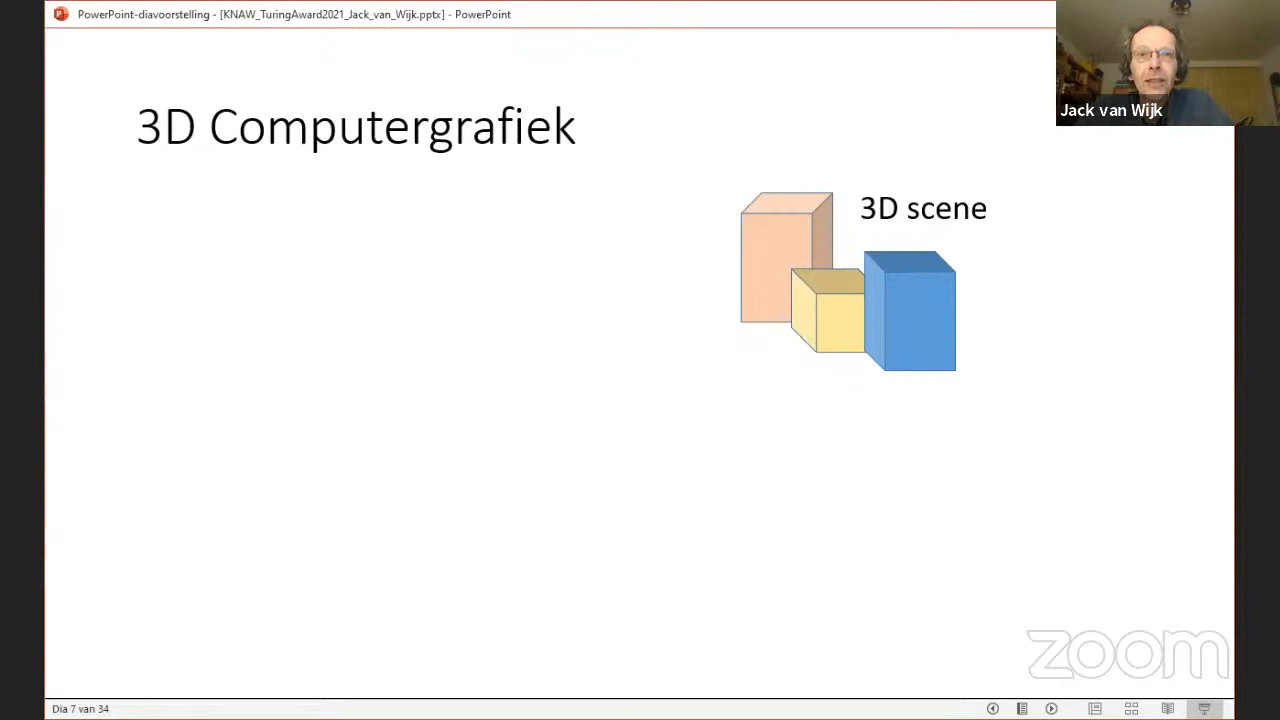 PowerPoint-diavoorstelling - [KNAW_TuringAward2021_Jack_van_Wijk.pptx] - PowerPoint
Jack van Wijk
3D Computergrafiek
3D scene
zoom
Dia 7 van 34